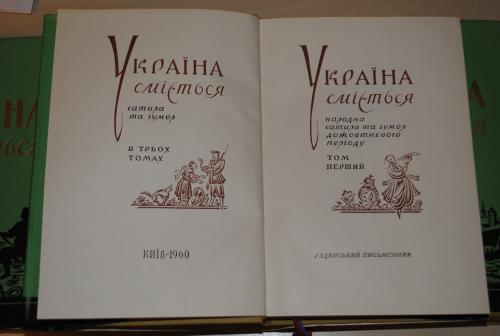 УКРАЇНА
сміється
сатира
та гумор
В ТРЬОХ
ТОМАХ
КИЇВ-1960
УКРАЇНА
сміється
народна
сатира та гумор
дожовтневого
періоду
ТОМ
ПЕРШИЙ
РАДЯНСЬКИЙ ПИСЬМЕННИК